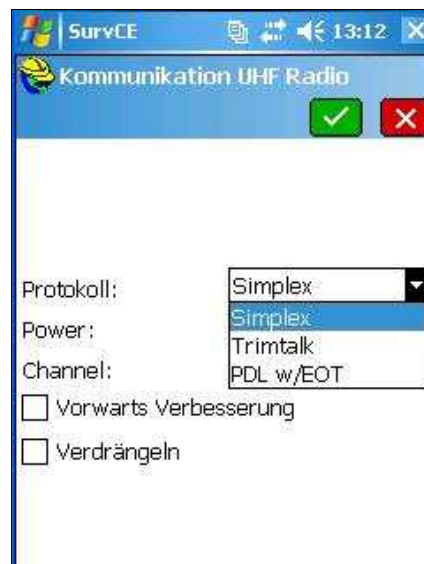 SurvCE 13:12
Kommunikation UHF Radio
Protokoll: Simplex
Simplex
Power:
Trimtalk
Channel:
PDL w/EOT
Vorwarts Verbesserung
Verdrängeln